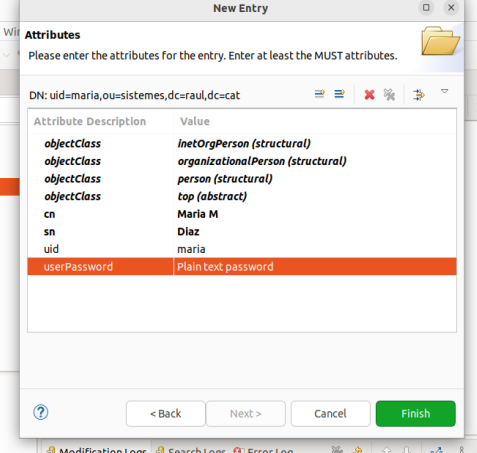 New Entry
Attributes
Please enter the attributes for the entry. Enter at least the MUST attributes.
DN: uid=maria,ou=sistemes,dc=raul,dc=cat
Attribute Description Value
objectClass inetOrgPerson (structural)
objectClass organizationalPerson (structural)
objectClass person (structural)
objectClass top (abstract)
cn Maria M
sn Diaz
uid maria
userPassword Plain text password
? < Back Next > Cancel Finish
Modification Logs Search Logs Error Log